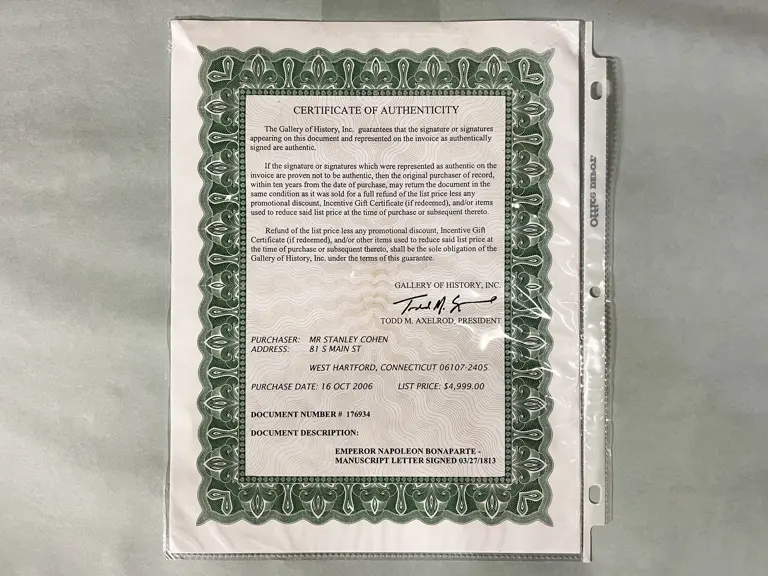 CERTIFICATE OF AUTHENTICITY
The Gallery of History, Inc. guarantees that the signature or signatures
appearing on this document and represented on the invoice as authentically
signed are authentic.
If the signature or signatures which were represented as authentic on the
invoice are proven not to be authentic, then the original purchaser of record,
within ten years from the date of purchase, may return the document in the
same condition as it was sold for a full refund of the list price less any
promotional discount, Incentive Gift Certificate (if redeemed), and/or items
used to reduce said list price at the time of purchase or subsequent thereto.
Refund of the list price less any promotional discount, Incentive Gift
Certificate (if redeemed), and/or other items used to reduce said list price at
the time of purchase or subsequent thereto, shall be the sole obligation of the
Gallery of History, Inc. under the terms of this guarantee.
GALLERY OF HISTORY, INC.
TODD M. AXELROD, PRESIDENT
PURCHASER: MR STANLEY COHEN
ADDRESS: 81 S MAIN ST
WEST HARTFORD, CONNECTICUT 06107-2405
PURCHASE DATE: 16 OCT 2006 LIST PRICE: $4,999.00
DOCUMENT NUMBER # 176934
DOCUMENT DESCRIPTION:
EMPEROR NAPOLEON BONAPARTE -
MANUSCRIPT LETTER SIGNED 03/27/1813
Office DEPOT